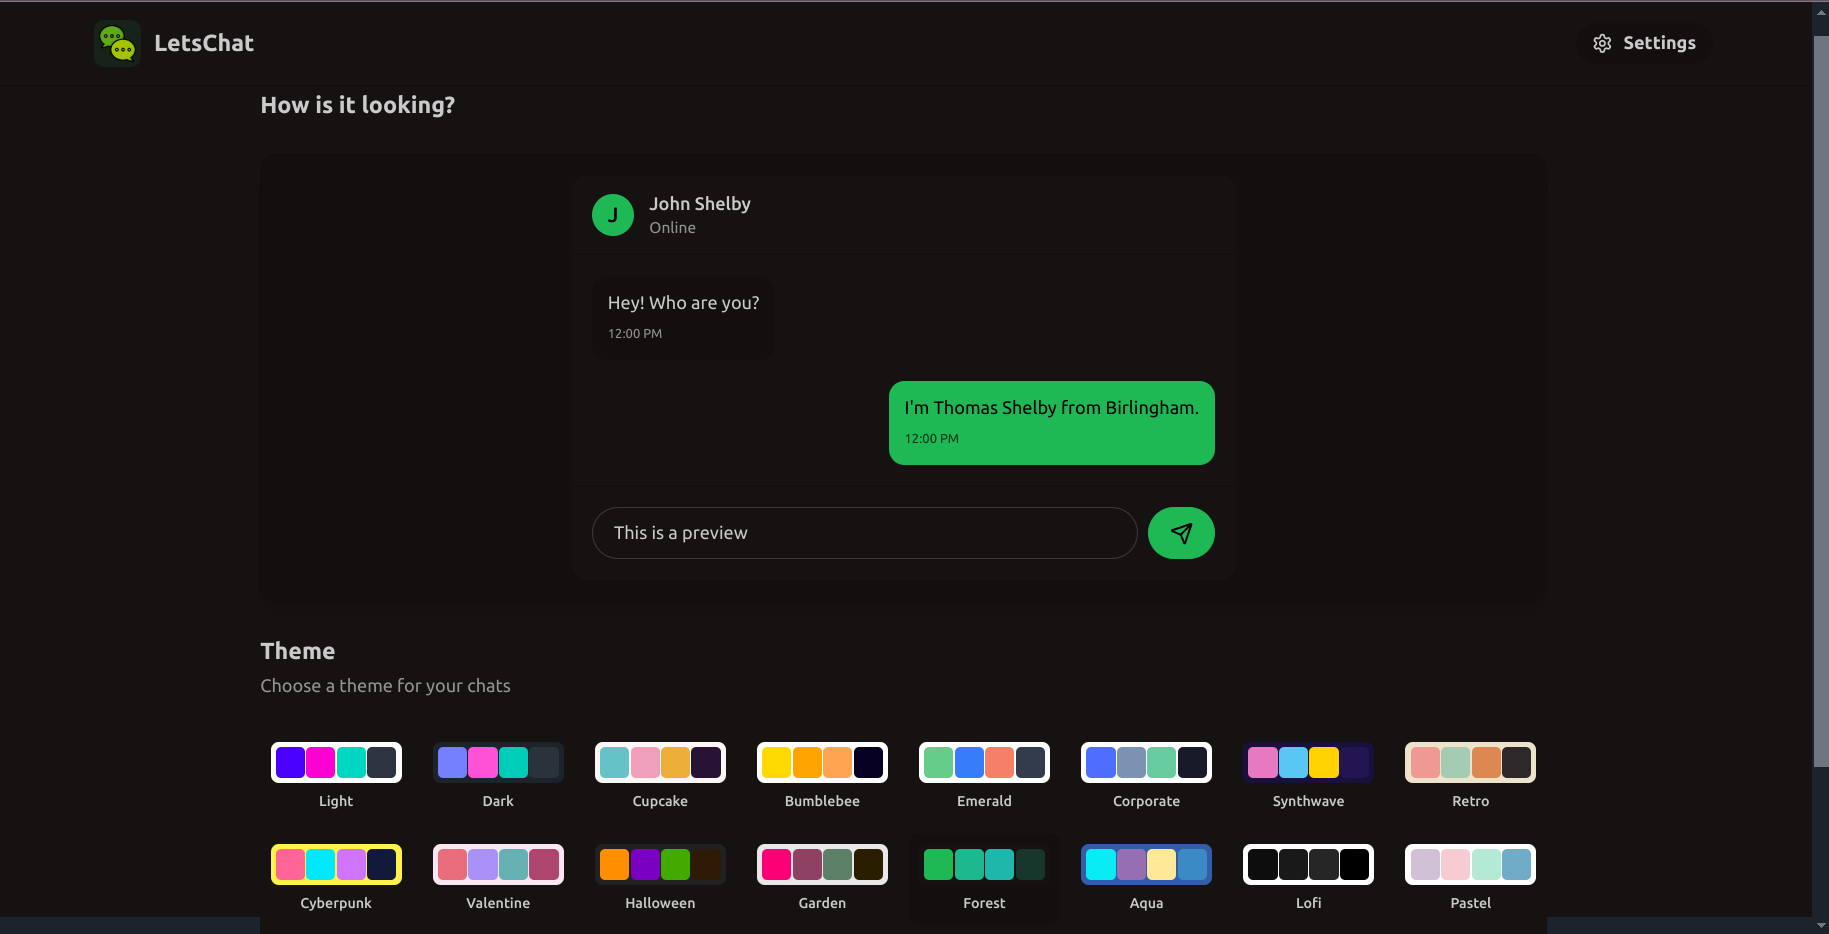 LetsChat
Settings
How is it looking?
J
John Shelby
Online
Hey! Who are you?
12:00 PM
I'm Thomas Shelby from Birlingham.
12:00 PM
This is a preview
Theme
Choose a theme for your chats
Light
Dark
Cupcake
Bumblebee
Emerald
Corporate
Synthwave
Retro
Cyberpunk
Valentine
Halloween
Garden
Forest
Aqua
Lofi
Pastel